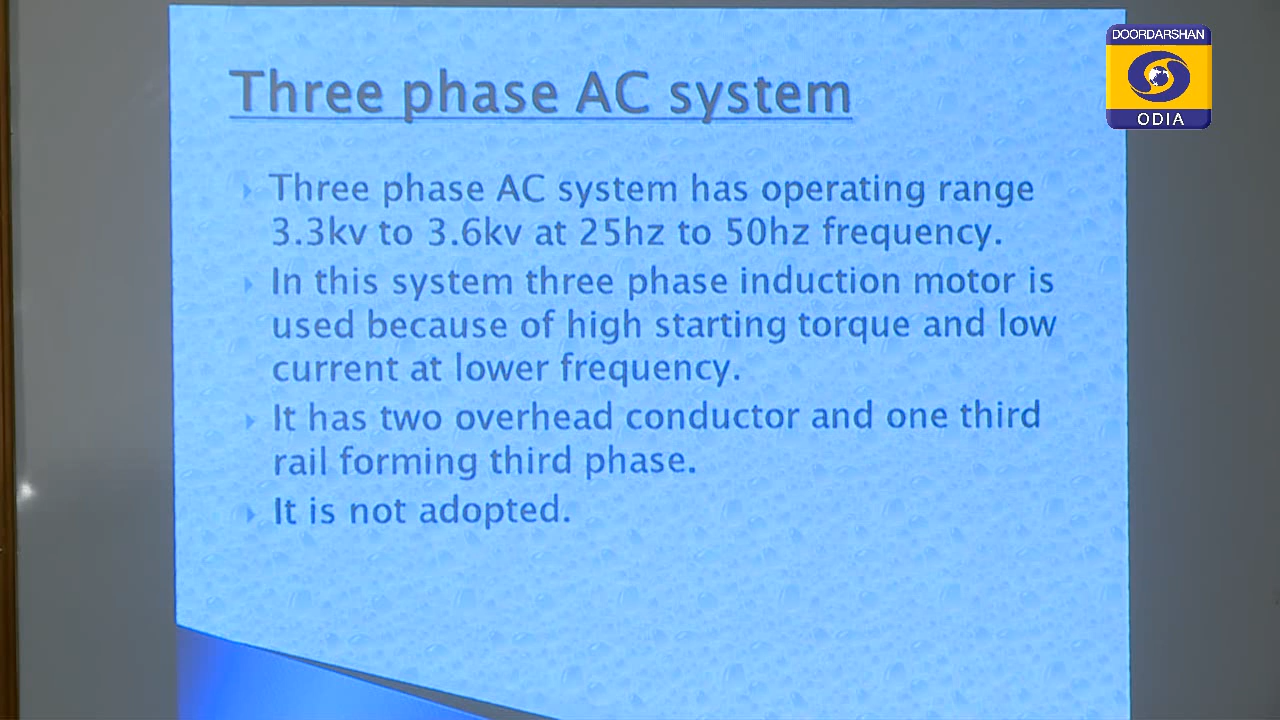 Three phase AC system
Three phase AC system has operating range
3.3kv to 3.6kv at 25hz to 50hz frequency.
In this system three phase induction motor is
used because of high starting torque and low
current at lower frequency.
It has two overhead conductor and one third
rail forming third phase.
It is not adopted.
DOORDARSHAN
ODIA